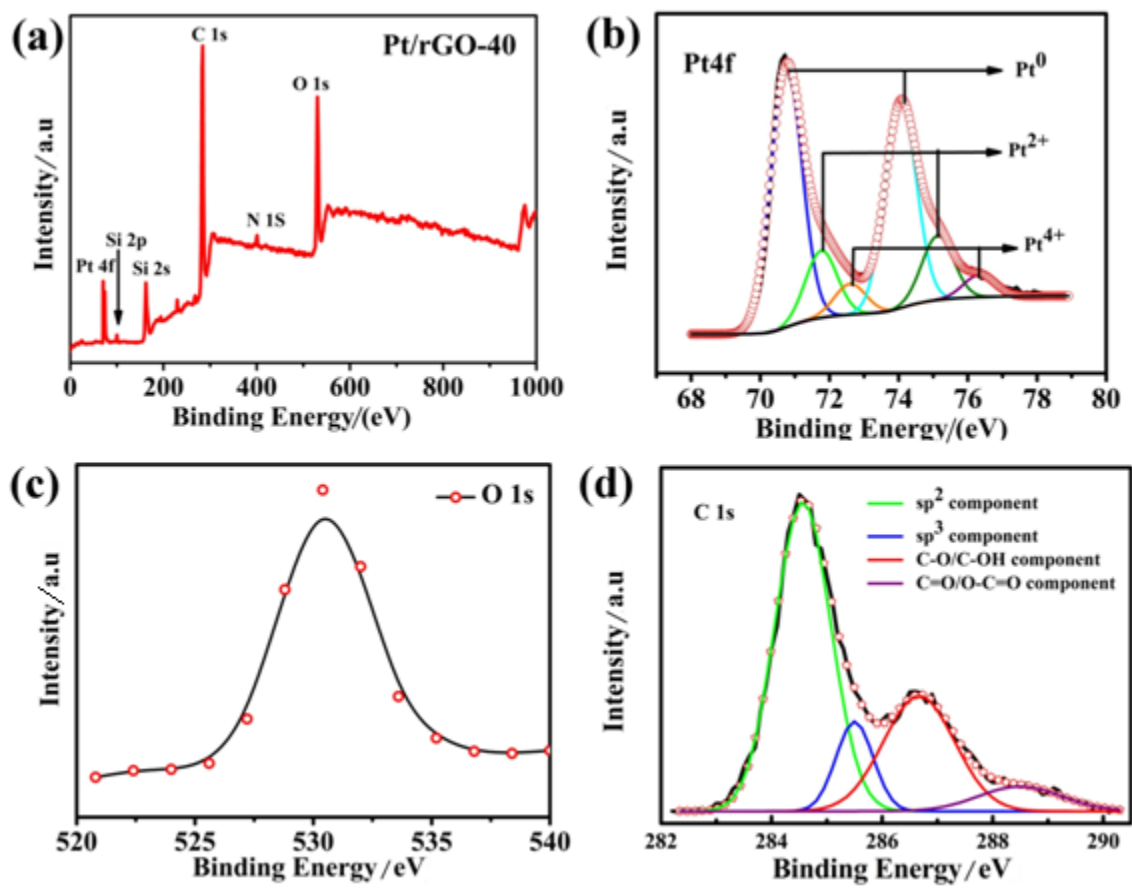 (a)
C 1s
Pt/rGO-40
O 1s
N 1S
Si 2p
Pt 4f
Si 2s
Intensity/a.u
0 200 400 600 800 1000
Binding Energy/(eV)
(b)
Pt4f
Pt⁰
Pt²⁺
Pt⁴⁺
Intensity/a.u
68 70 72 74 76 78 80
Binding Energy/(eV)
(c)
O 1s
Intensity/a.u
520 525 530 535 540
Binding Energy/eV
(d)
C 1s
sp² component
sp³ component
C-O/C-OH component
C=O/O-C=O component
Intensity/a.u
282 284 286 288 290
Binding Energy/eV